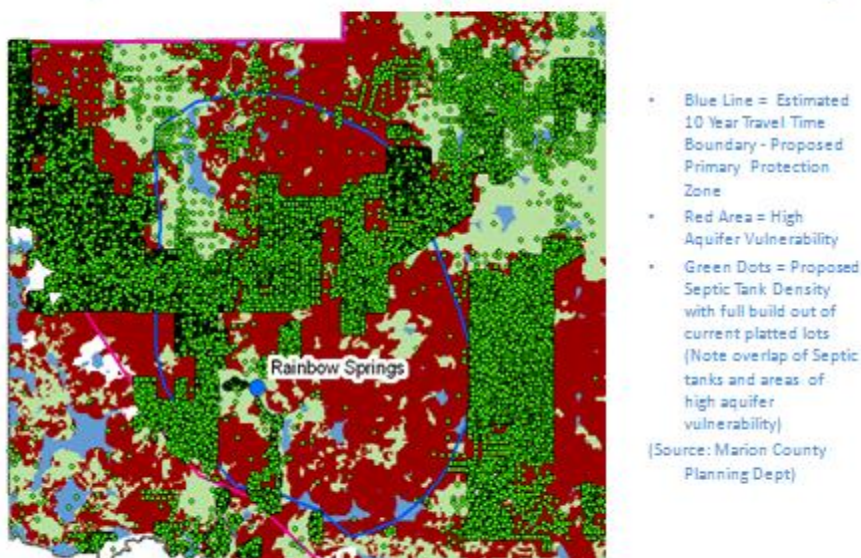 Rainbow Springs
• Blue Line = Estimated
10 Year Travel Time
Boundary - Proposed
Primary Protection
Zone
• Red Area = High
Aquifer Vulnerability
• Green Dots = Proposed
Septic Tank Density
with full build out of
current platted lots
(Note overlap of Septic
tanks and areas of
high aquifer
vulnerability)
(Source: Marion County
Planning Dept)